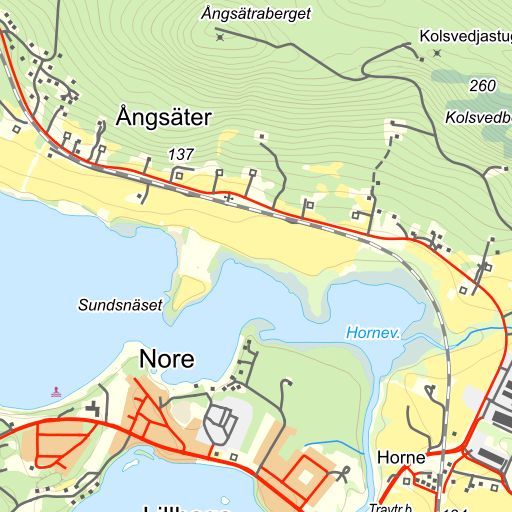 Ångsätraberget
Kolsvedjastug
260
Ångsäter
Kolsvedb
137
Sundsnäset
Hornev.
Nore
Horne
Travtr.b